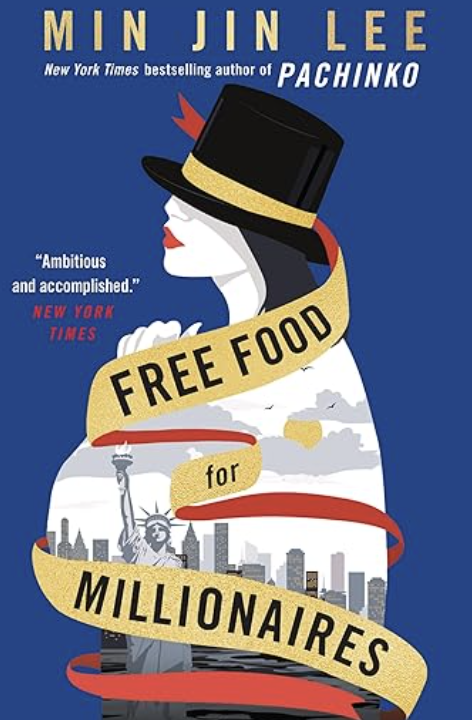 MIN JIN LEE
New York Times bestselling author of PACHINKO
“Ambitious
and accomplished.”
NEW YORK
TIMES
FREE FOOD
for
MILLIONAIRES